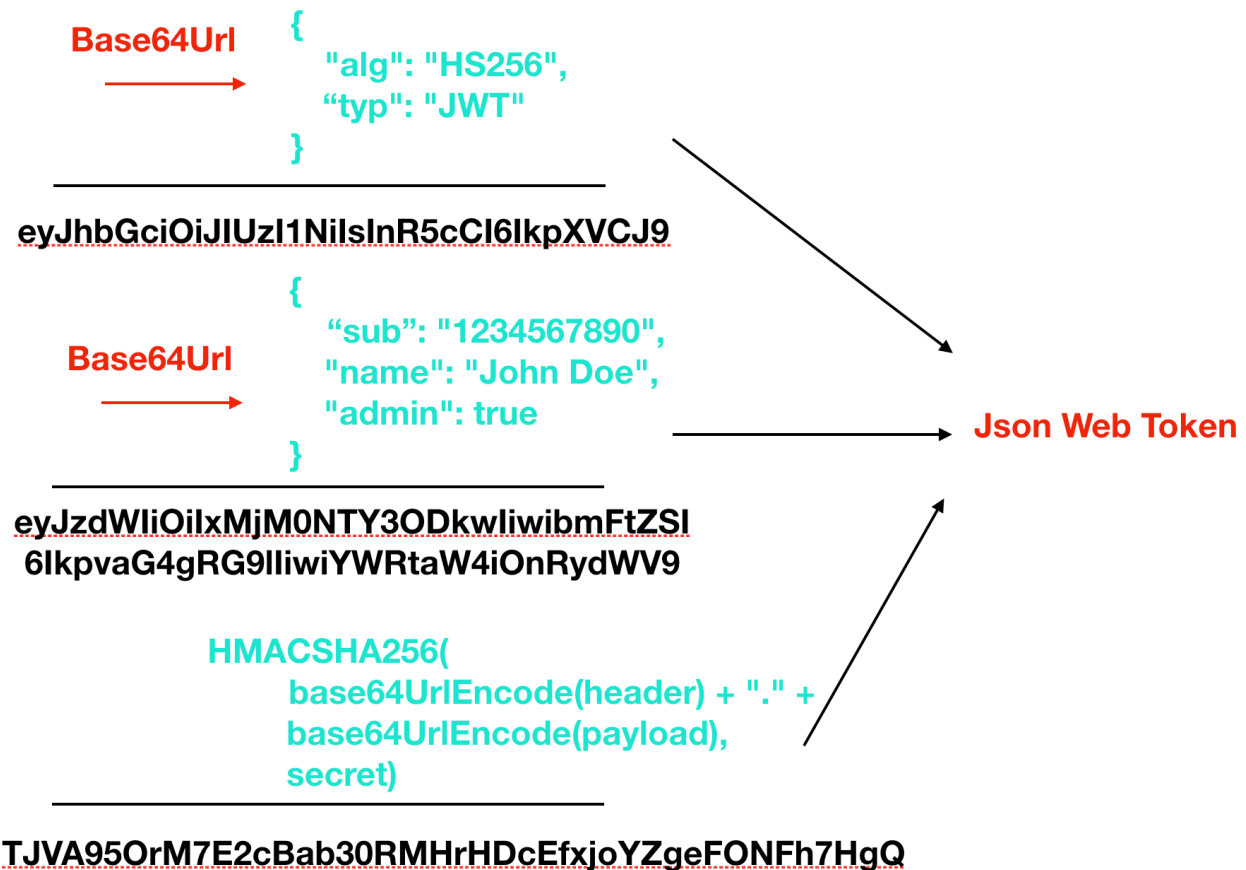 Base64Url
{
"alg": "HS256",
“typ": "JWT"
}
eyJhbGciOiJIUzI1NiIsInR5cCI6IkpXVCJ9
{
“sub”: "1234567890",
Base64Url
"name": "John Doe",
"admin": true
}
Json Web Token
eyJzdWIiOiIxMjM0NTY3ODkwIiwibmFtZSI
6IkpvaG4gRG9lIiwiYWRtaW4iOnRydWV9
HMACSHA256(
base64UrlEncode(header) + "." +
base64UrlEncode(payload),
secret)
TJVA95OrM7E2cBab30RMHrHDcEfxjoYZgeFONFh7HgQ